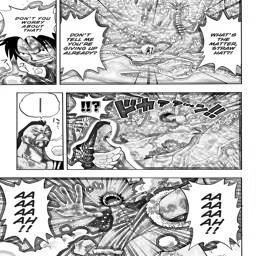 WHAT'S
THE
MATTER,
STRAW
HAT?!
DON'T
TELL ME
YOU'RE
GIVING UP
ALREADY?
DON'T YOU
WORRY
ABOUT
THAT!
!!?
!
AA
AA
AA
AH
!!
AA
AA
AA
AH
!!